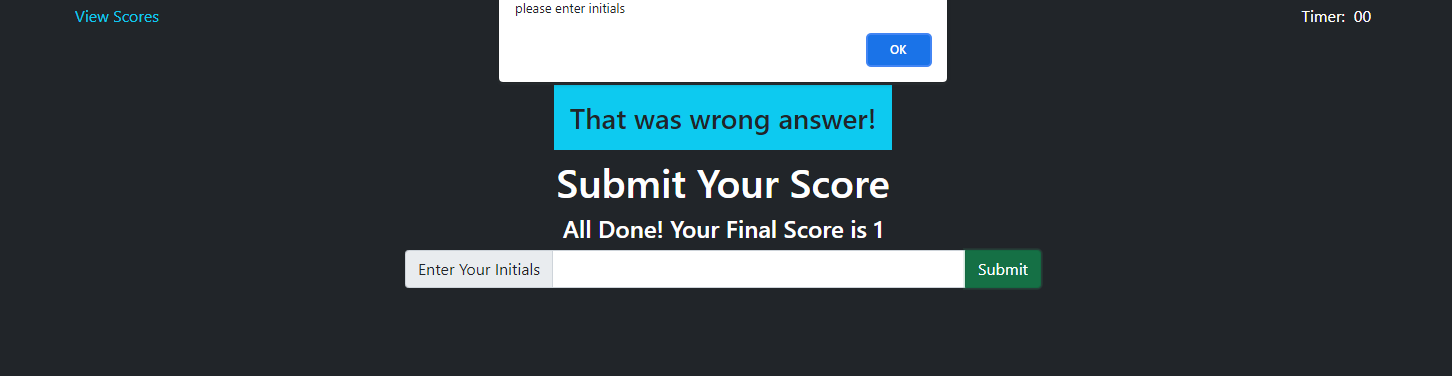 View Scores
please enter initials
Timer: 00
OK
That was wrong answer!
Submit Your Score
All Done! Your Final Score is 1
Enter Your Initials
Submit